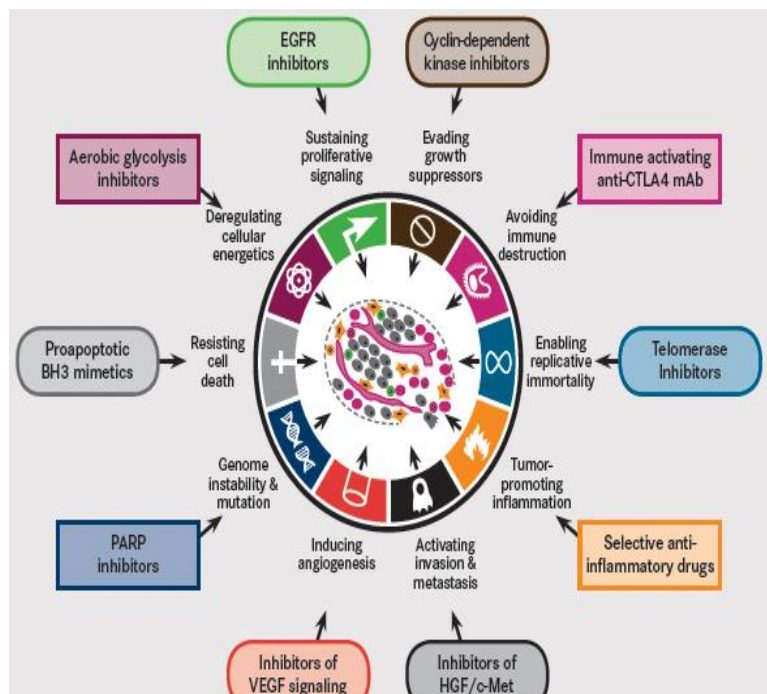 EGFR
inhibitors
Cyclin-dependent
kinase inhibitors
Sustaining
proliferative
signaling
Evading
growth
suppressors
Aerobic glycolysis
inhibitors
Immune activating
anti-CTLA4 mAb
Deregulating
cellular
energetics
Avoiding
immune
destruction
Proapoptotic
BH3 mimetics
Resisting
cell
death
Enabling
replicative
immortality
Telomerase
Inhibitors
Genome
instability &
mutation
Tumor-
promoting
inflammation
PARP
inhibitors
Inducing
angiogenesis
Activating
invasion &
metastasis
Selective anti-
inflammatory drugs
Inhibitors of
VEGF signaling
Inhibitors of
HGF/c-Met